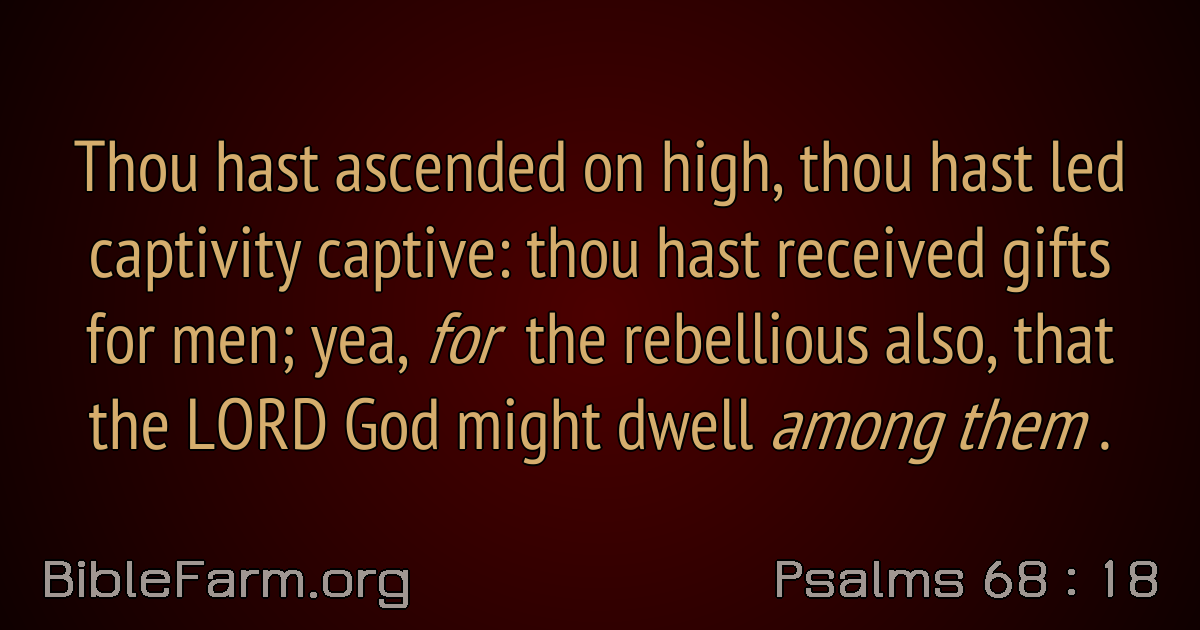 Thou hast ascended on high, thou hast led
captivity captive: thou hast received gifts
for men; yea, for the rebellious also, that
the LORD God might dwell among them .
BibleFarm.org
Psalms 68 : 18